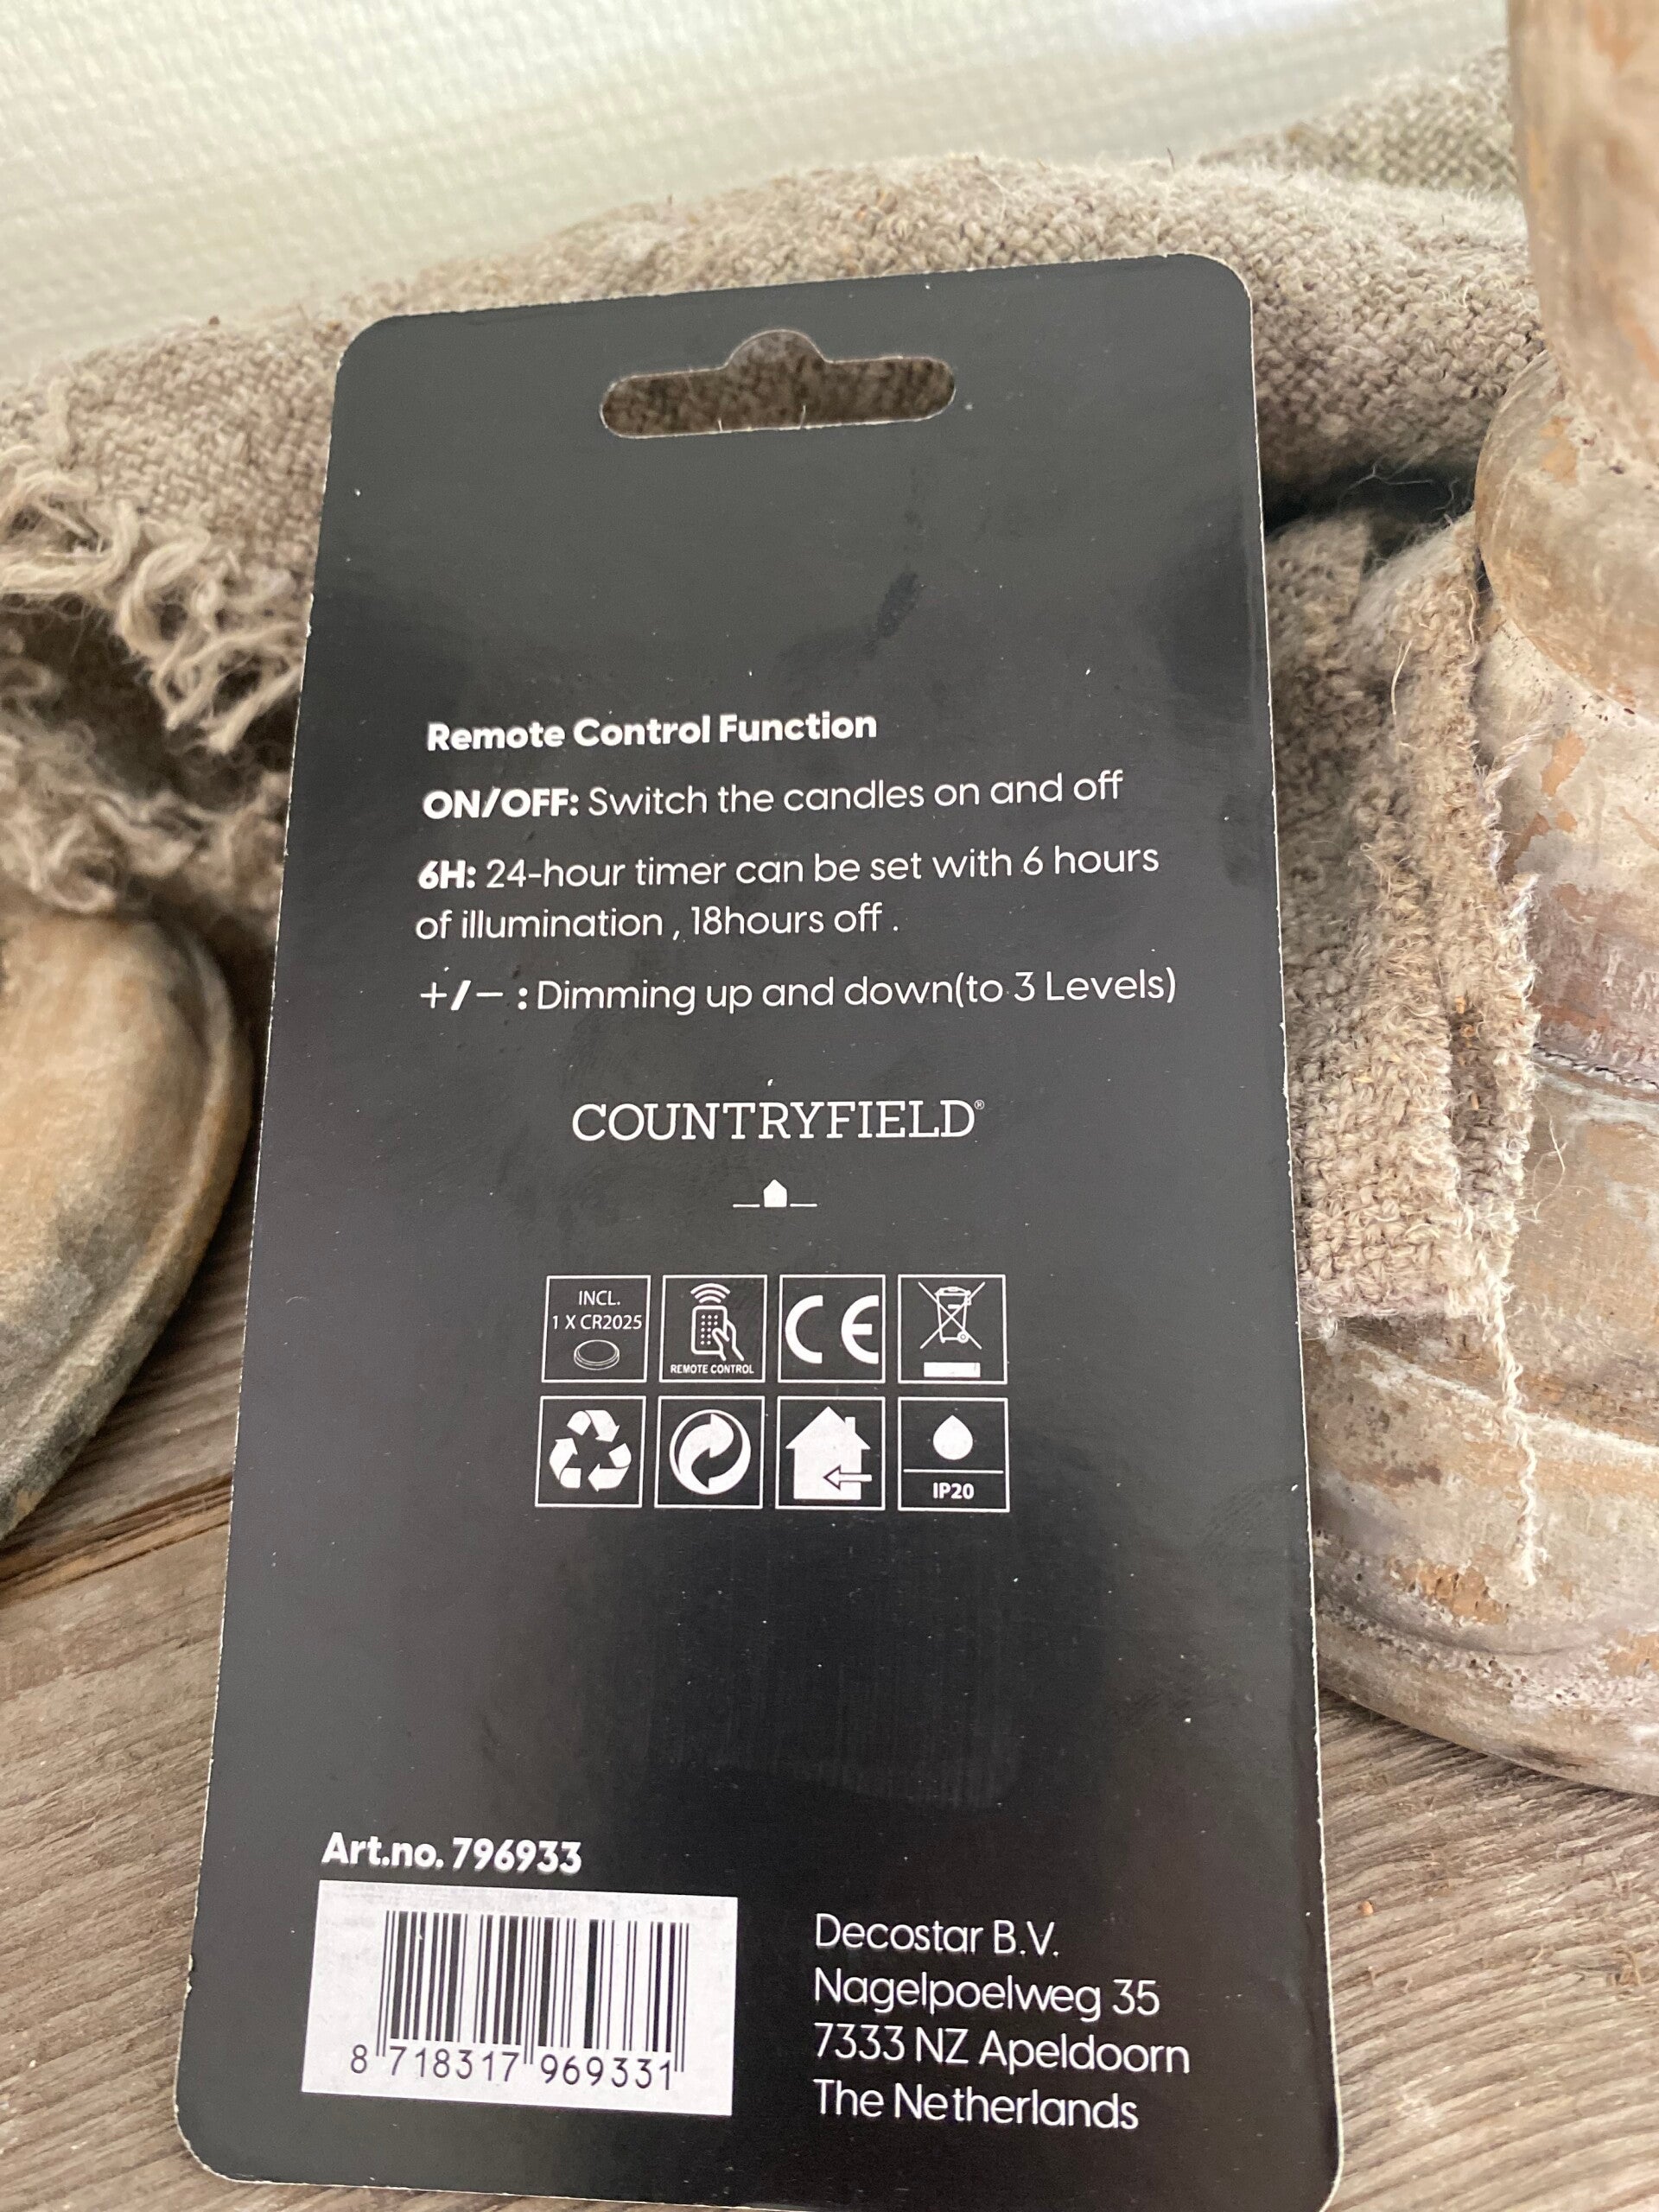 Remote Control Function
ON/OFF: Switch the candles on and off
6H: 24-hour timer can be set with 6 hours
of illumination , 18hours off .
+/− : Dimming up and down(to 3 Levels)
COUNTRYFIELD®
INCL.
1 X CR2025
REMOTE CONTROL
CE
IP20
Art.no. 796933
8 718317 969331
Decostar B.V.
Nagelpoelweg 35
7333 NZ Apeldoorn
The Netherlands